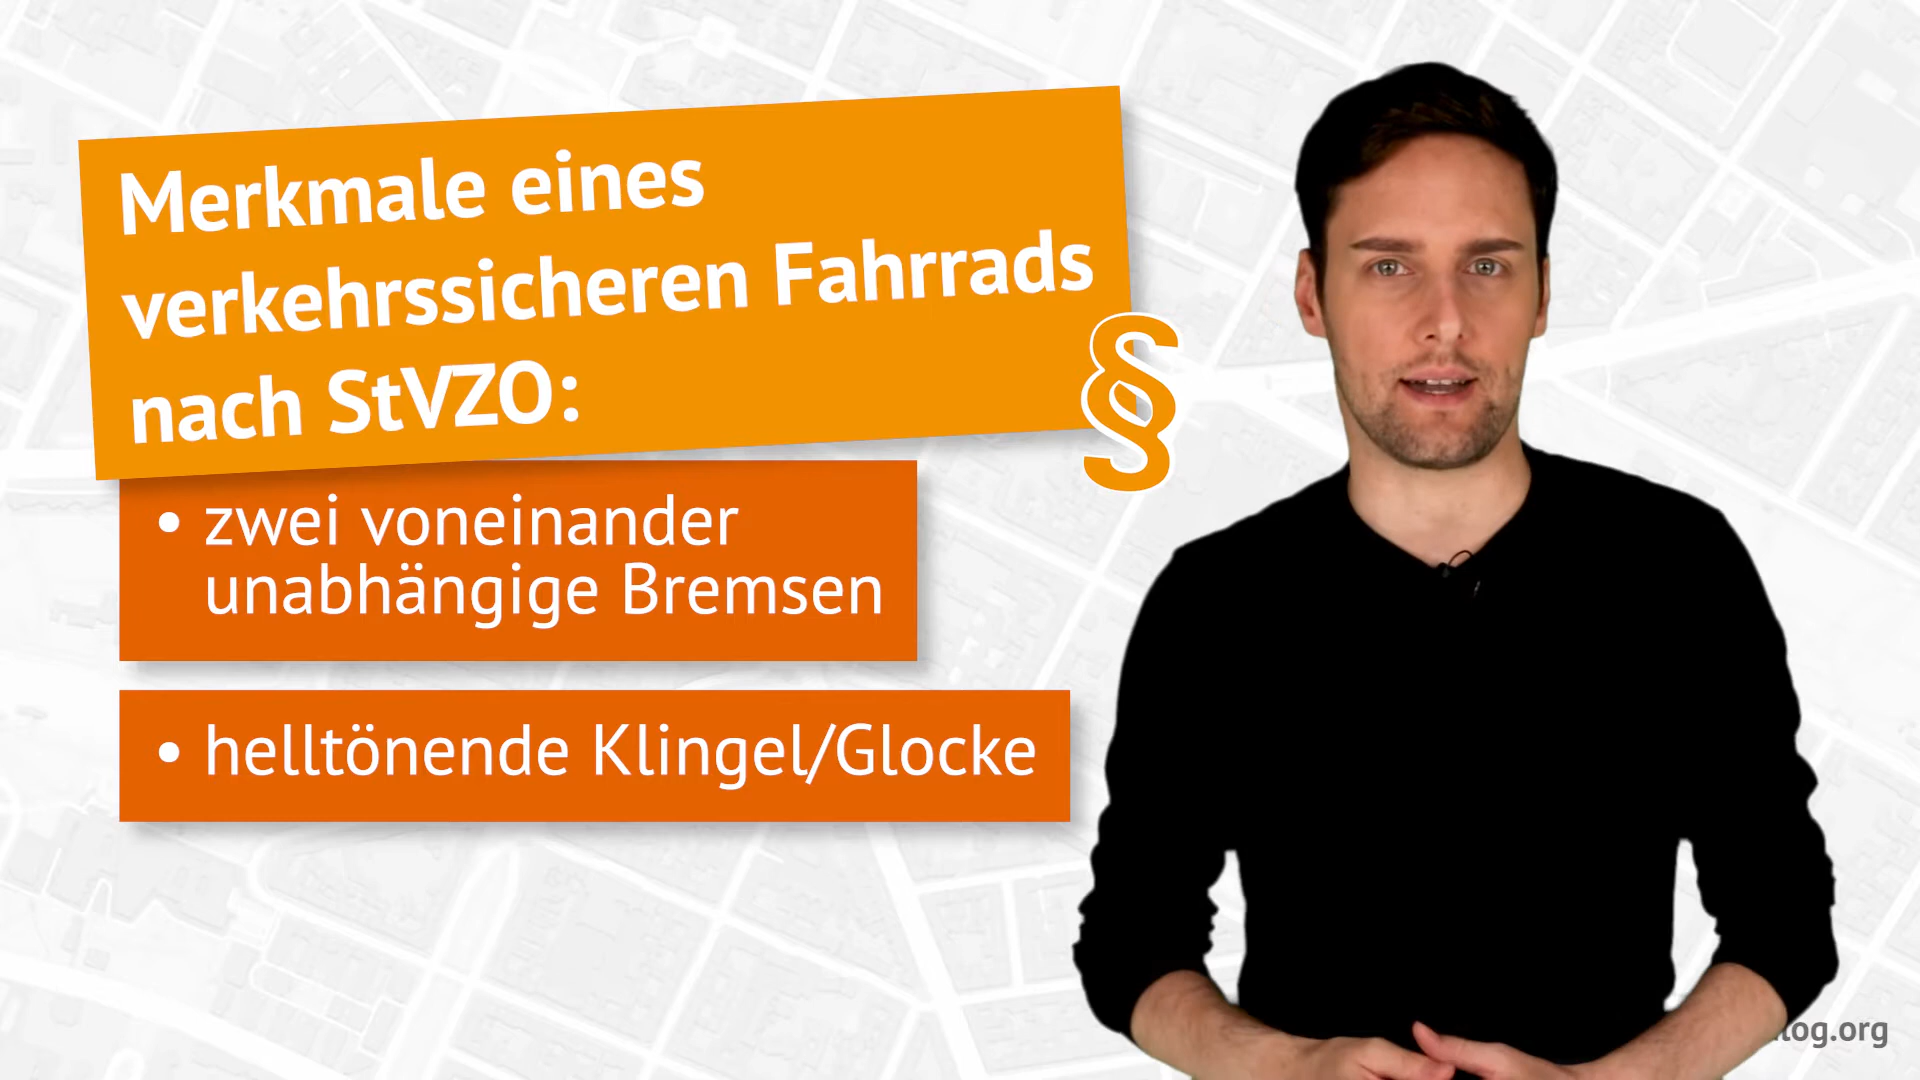 Merkmale eines
verkehrssicheren Fahrrads
nach StVZO:
§
• zwei voneinander
unabhängige Bremsen
• helltönende Klingel/Glocke
log.org